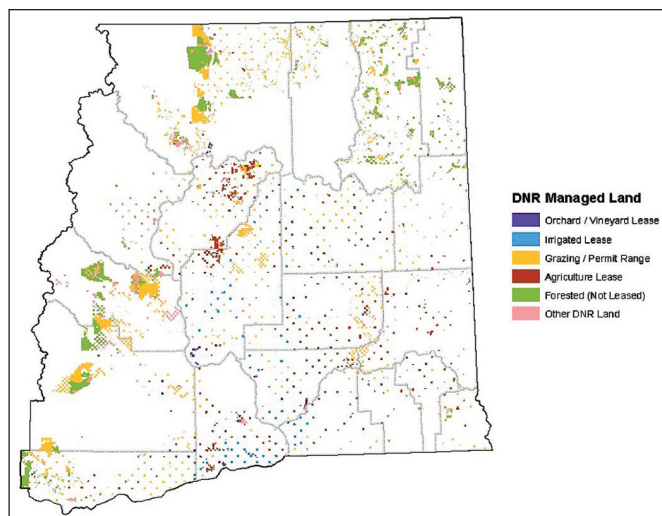 DNR Managed Land
Orchard / Vineyard Lease
Irrigated Lease
Grazing / Permit Range
Agriculture Lease
Forested (Not Leased)
Other DNR Land